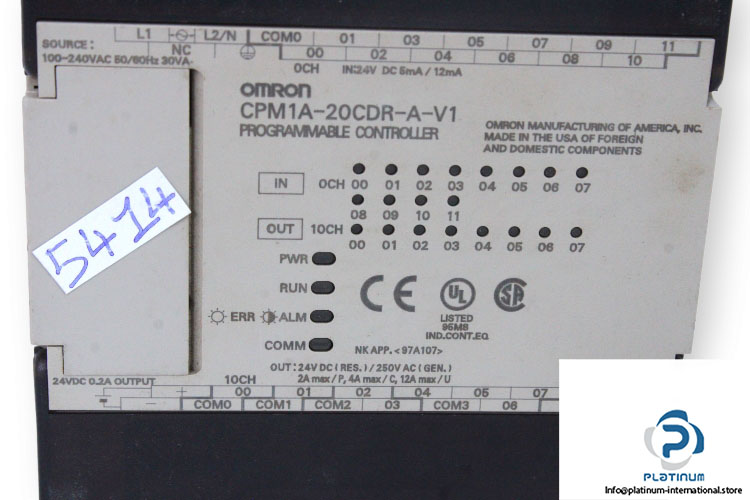 L1 L2/N COM0 01 03 05 07 09 11
SOURCE: NC 00 02 04 06 08 10
100-240VAC 50/60Hz 30VA
0CH IN:24V DC 5mA / 12mA
OMRON
CPM1A-20CDR-A-V1
PROGRAMMABLE CONTROLLER
OMRON MANUFACTURING OF AMERICA, INC.
MADE IN THE USA OF FOREIGN
AND DOMESTIC COMPONENTS
5414
IN 0CH 00 01 02 03 04 05 06 07
08 09 10 11
OUT 10CH 00 01 02 03 04 05 06 07
PWR
RUN
ERR ALM
COMM
CE UL SA
LISTED
95M8
IND.CONT.EQ
NK APP. <97A107>
OUT: 24V DC (RES.) / 250V AC (GEN.)
2A max / P, 4A max / C, 12A max / U
24VDC 0.2A OUTPUT 10CH 00 01 02 04 05 07
- + COM0 COM1 COM2 03 COM3 06
PLATINUM
Info@platinum-international.store